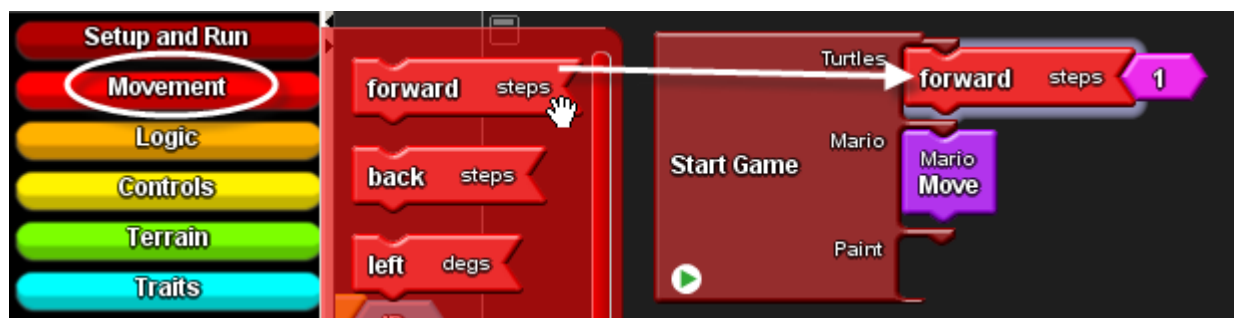 Setup and Run
Movement
Logic
Controls
Terrain
Traits
forward steps
back steps
left degs
Start Game
Turtles
forward steps 1
Mario
Mario
Move
Paint